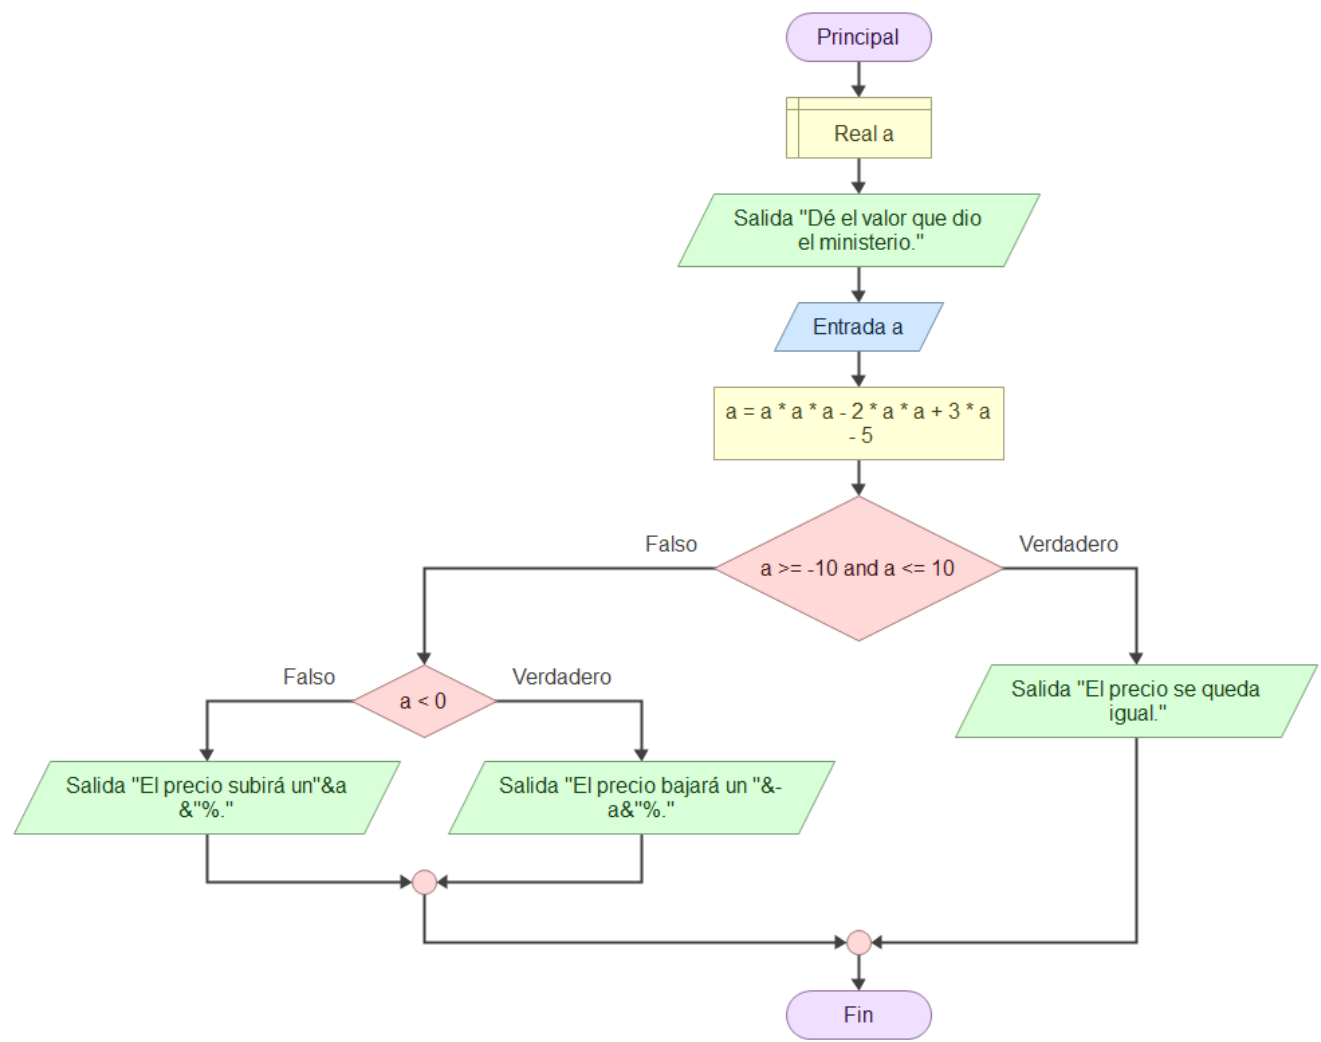 Principal
Real a
Salida "Dé el valor que dio
el ministerio."
Entrada a
a = a * a * a - 2 * a * a + 3 * a
- 5
Falso
Verdadero
a >= -10 and a <= 10
Falso
Verdadero
a < 0
Salida "El precio se queda
igual."
Salida "El precio subirá un"&a
&"%."
Salida "El precio bajará un "&-
a&"%."
Fin